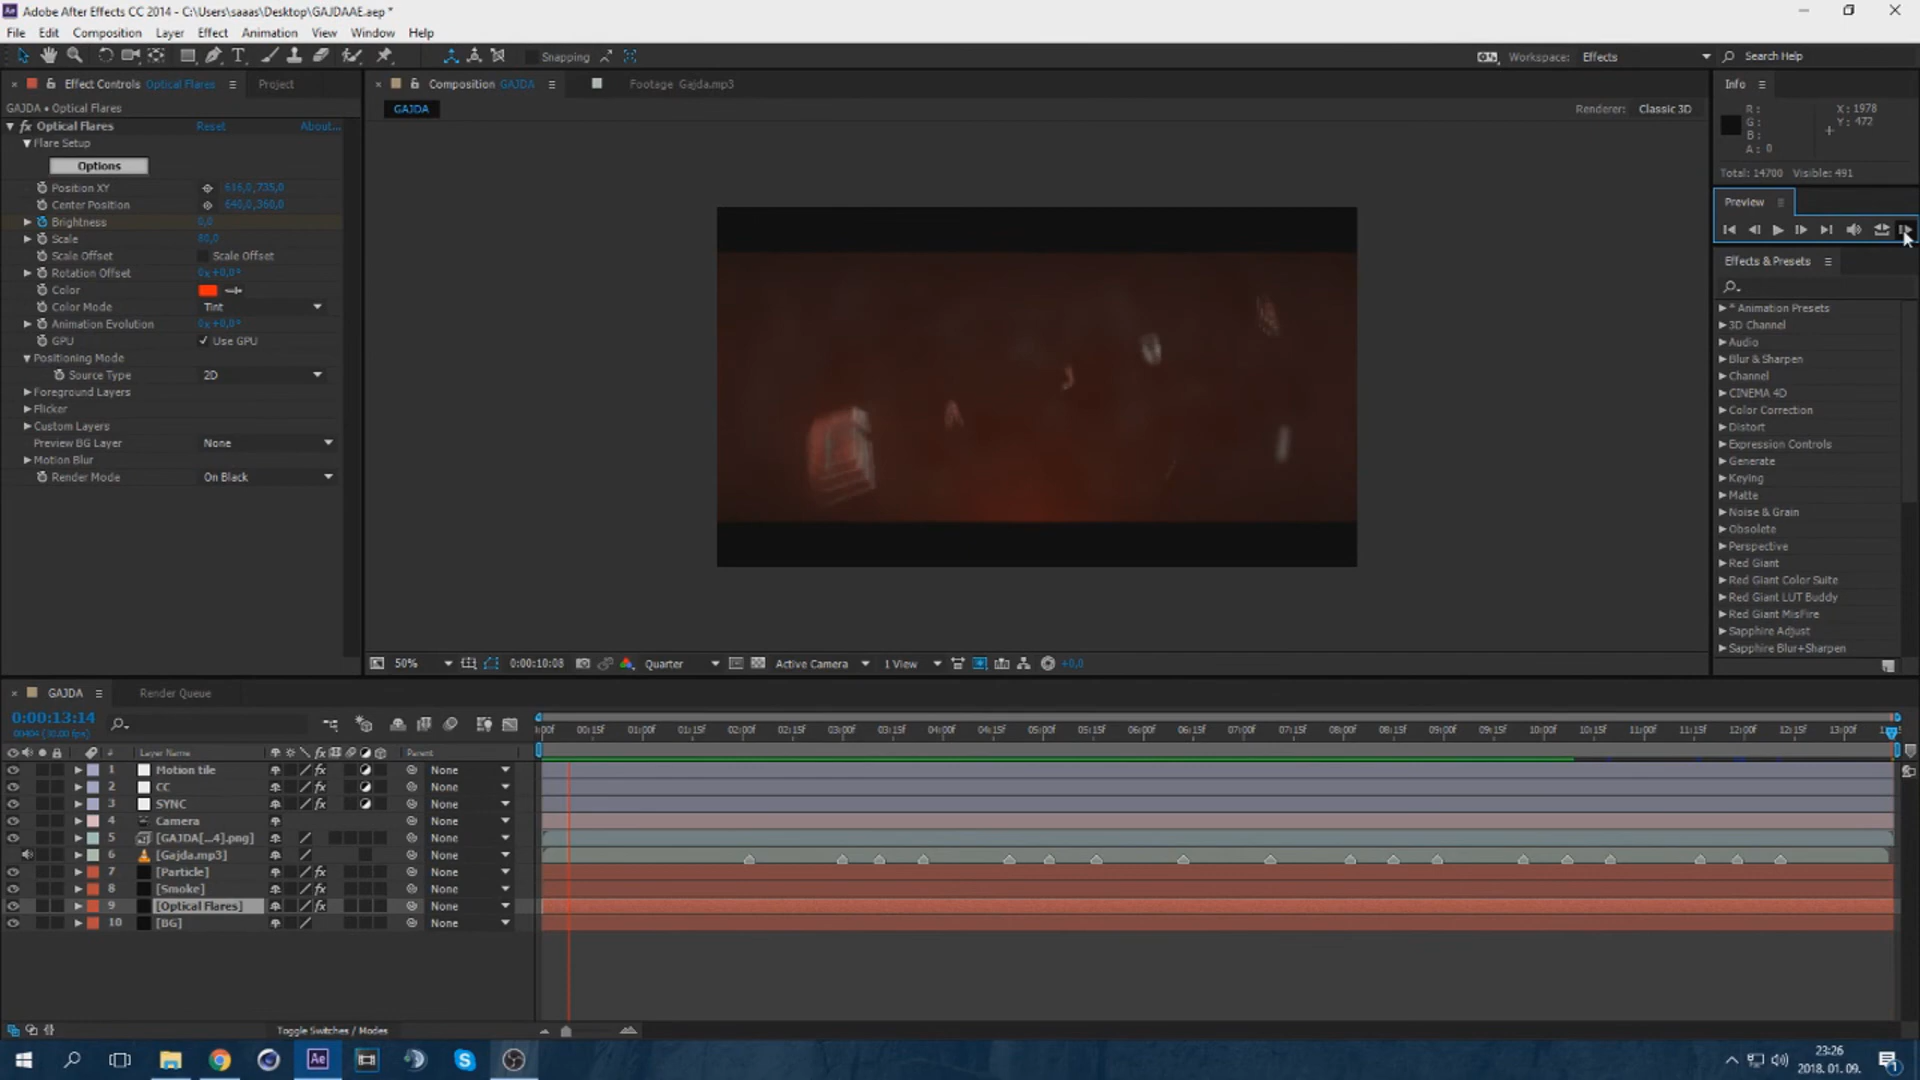 Adobe After Effects CC 2014 - C:\Users\saaas\Desktop\GAJDAAE.aep *
File Edit Composition Layer Effect Animation View Window Help
Snapping
Workspace: Effects
Search Help
Effect Controls Optical Flares
Project
GAJDA • Optical Flares
Optical Flares Reset About...
Flare Setup
Options
Position XY 616,0,735,0
Center Position 640,0,360,0
Brightness 0,0
Scale 80,0
Scale Offset Scale Offset
Rotation Offset 0x+0,0°
Color
Color Mode Tint
Animation Evolution 0x+0,0°
GPU Use GPU
Positioning Mode
Source Type 2D
Foreground Layers
Flicker
Custom Layers
Preview BG Layer None
Motion Blur
Render Mode On Black
Composition GAJDA
Footage Gajda.mp3
GAJDA
Renderer: Classic 3D
50% 0:00:10:08 Quarter Active Camera 1 View +0,0
Info
R: X: 1978
G: Y: 472
B:
A: 0
Total: 14700 Visible: 491
Preview
Effects & Presets
* Animation Presets
3D Channel
Audio
Blur & Sharpen
Channel
CINEMA 4D
Color Correction
Distort
Expression Controls
Generate
Keying
Matte
Noise & Grain
Obsolete
Perspective
Red Giant
Red Giant Color Suite
Red Giant LUT Buddy
Red Giant MisFire
Sapphire Adjust
Sapphire Blur+Sharpen
GAJDA
Render Queue
0:00:13:14
00404 (30.00 fps)
:00f 00:15f 01:00f 01:15f 02:00f 02:15f 03:00f 03:15f 04:00f 04:15f 05:00f 05:15f 06:00f 06:15f 07:00f 07:15f 08:00f 08:15f 09:00f 09:15f 10:00f 10:15f 11:00f 11:15f 12:00f 12:15f 13:00f
# Layer Name Parent
1 Motion tile None
2 CC None
3 SYNC None
4 Camera None
5 [GAJDA[...4].png] None
6 [Gajda.mp3] None
7 [Particle] None
8 [Smoke] None
9 [Optical Flares] None
10 [BG] None
Toggle Switches / Modes
23:26
2018. 01. 09.